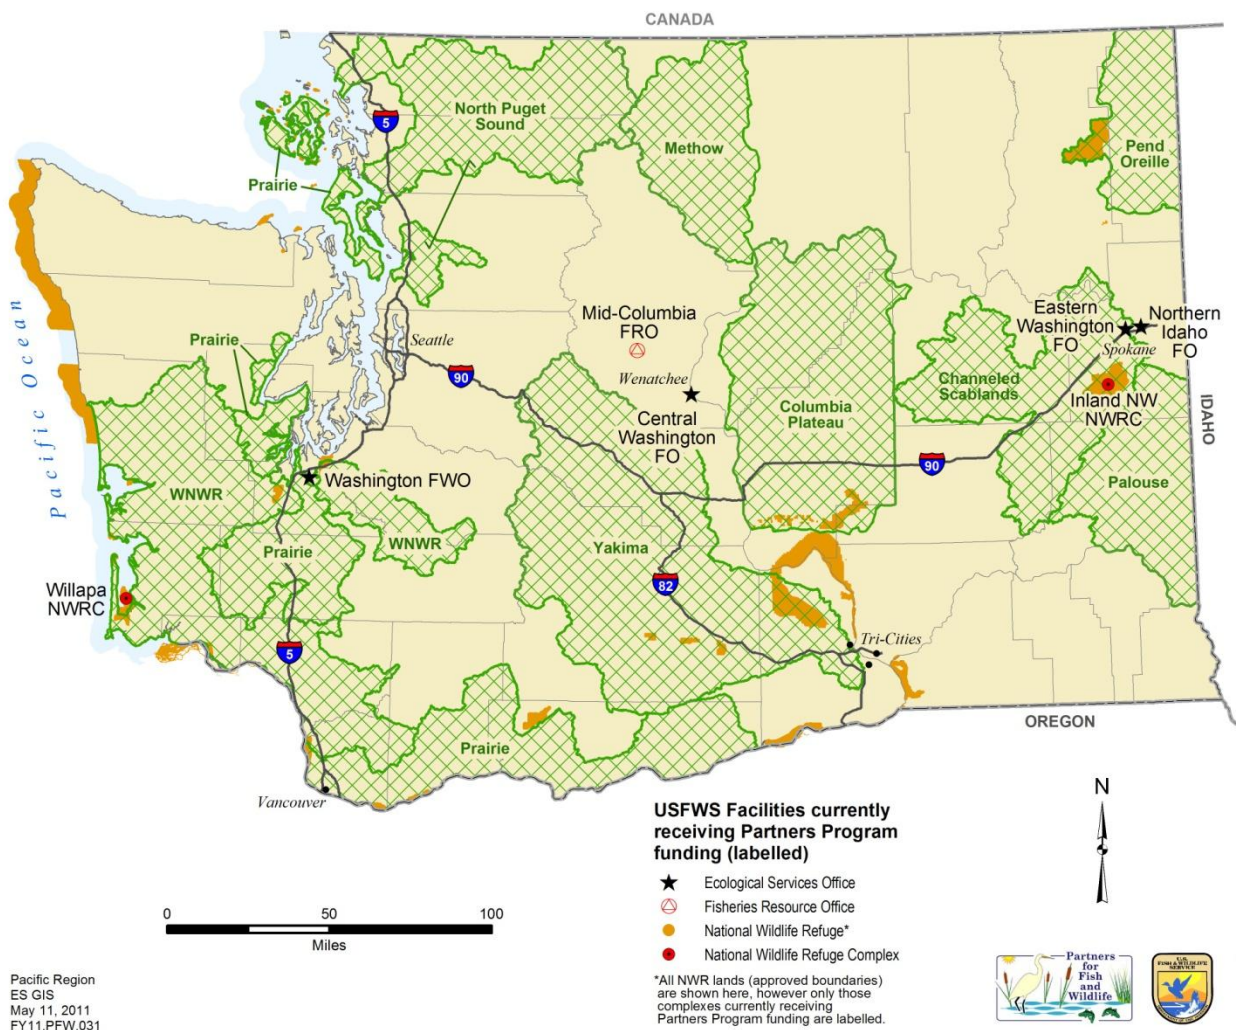 CANADA
North Puget
Sound
5
Methow
Pend
Oreille
Prairie
Pacific Ocean
Prairie
Seattle
90
Mid-Columbia
FRO
Wenatchee
Central
Washington
FO
Columbia
Plateau
Channeled
Scablands
Eastern
Washington
FO
Northern
Idaho
FO
Spokane
Inland NW
NWRC
IDAHO
90
Palouse
WNWR
Washington FWO
WNWR
Prairie
Yakima
82
Willapa
NWRC
5
Tri-Cities
OREGON
Prairie
Vancouver
N
USFWS Facilities currently
receiving Partners Program
funding (labelled)
Ecological Services Office
Fisheries Resource Office
National Wildlife Refuge*
National Wildlife Refuge Complex
*All NWR lands (approved boundaries)
are shown here, however only those
complexes currently receiving
Partners Program funding are labelled.
0 50 100
Miles
Pacific Region
ES GIS
May 11, 2011
FY11.PFW.031
Partners
for
Fish
and
Wildlife
U.S.
FISH & WILDLIFE
SERVICE